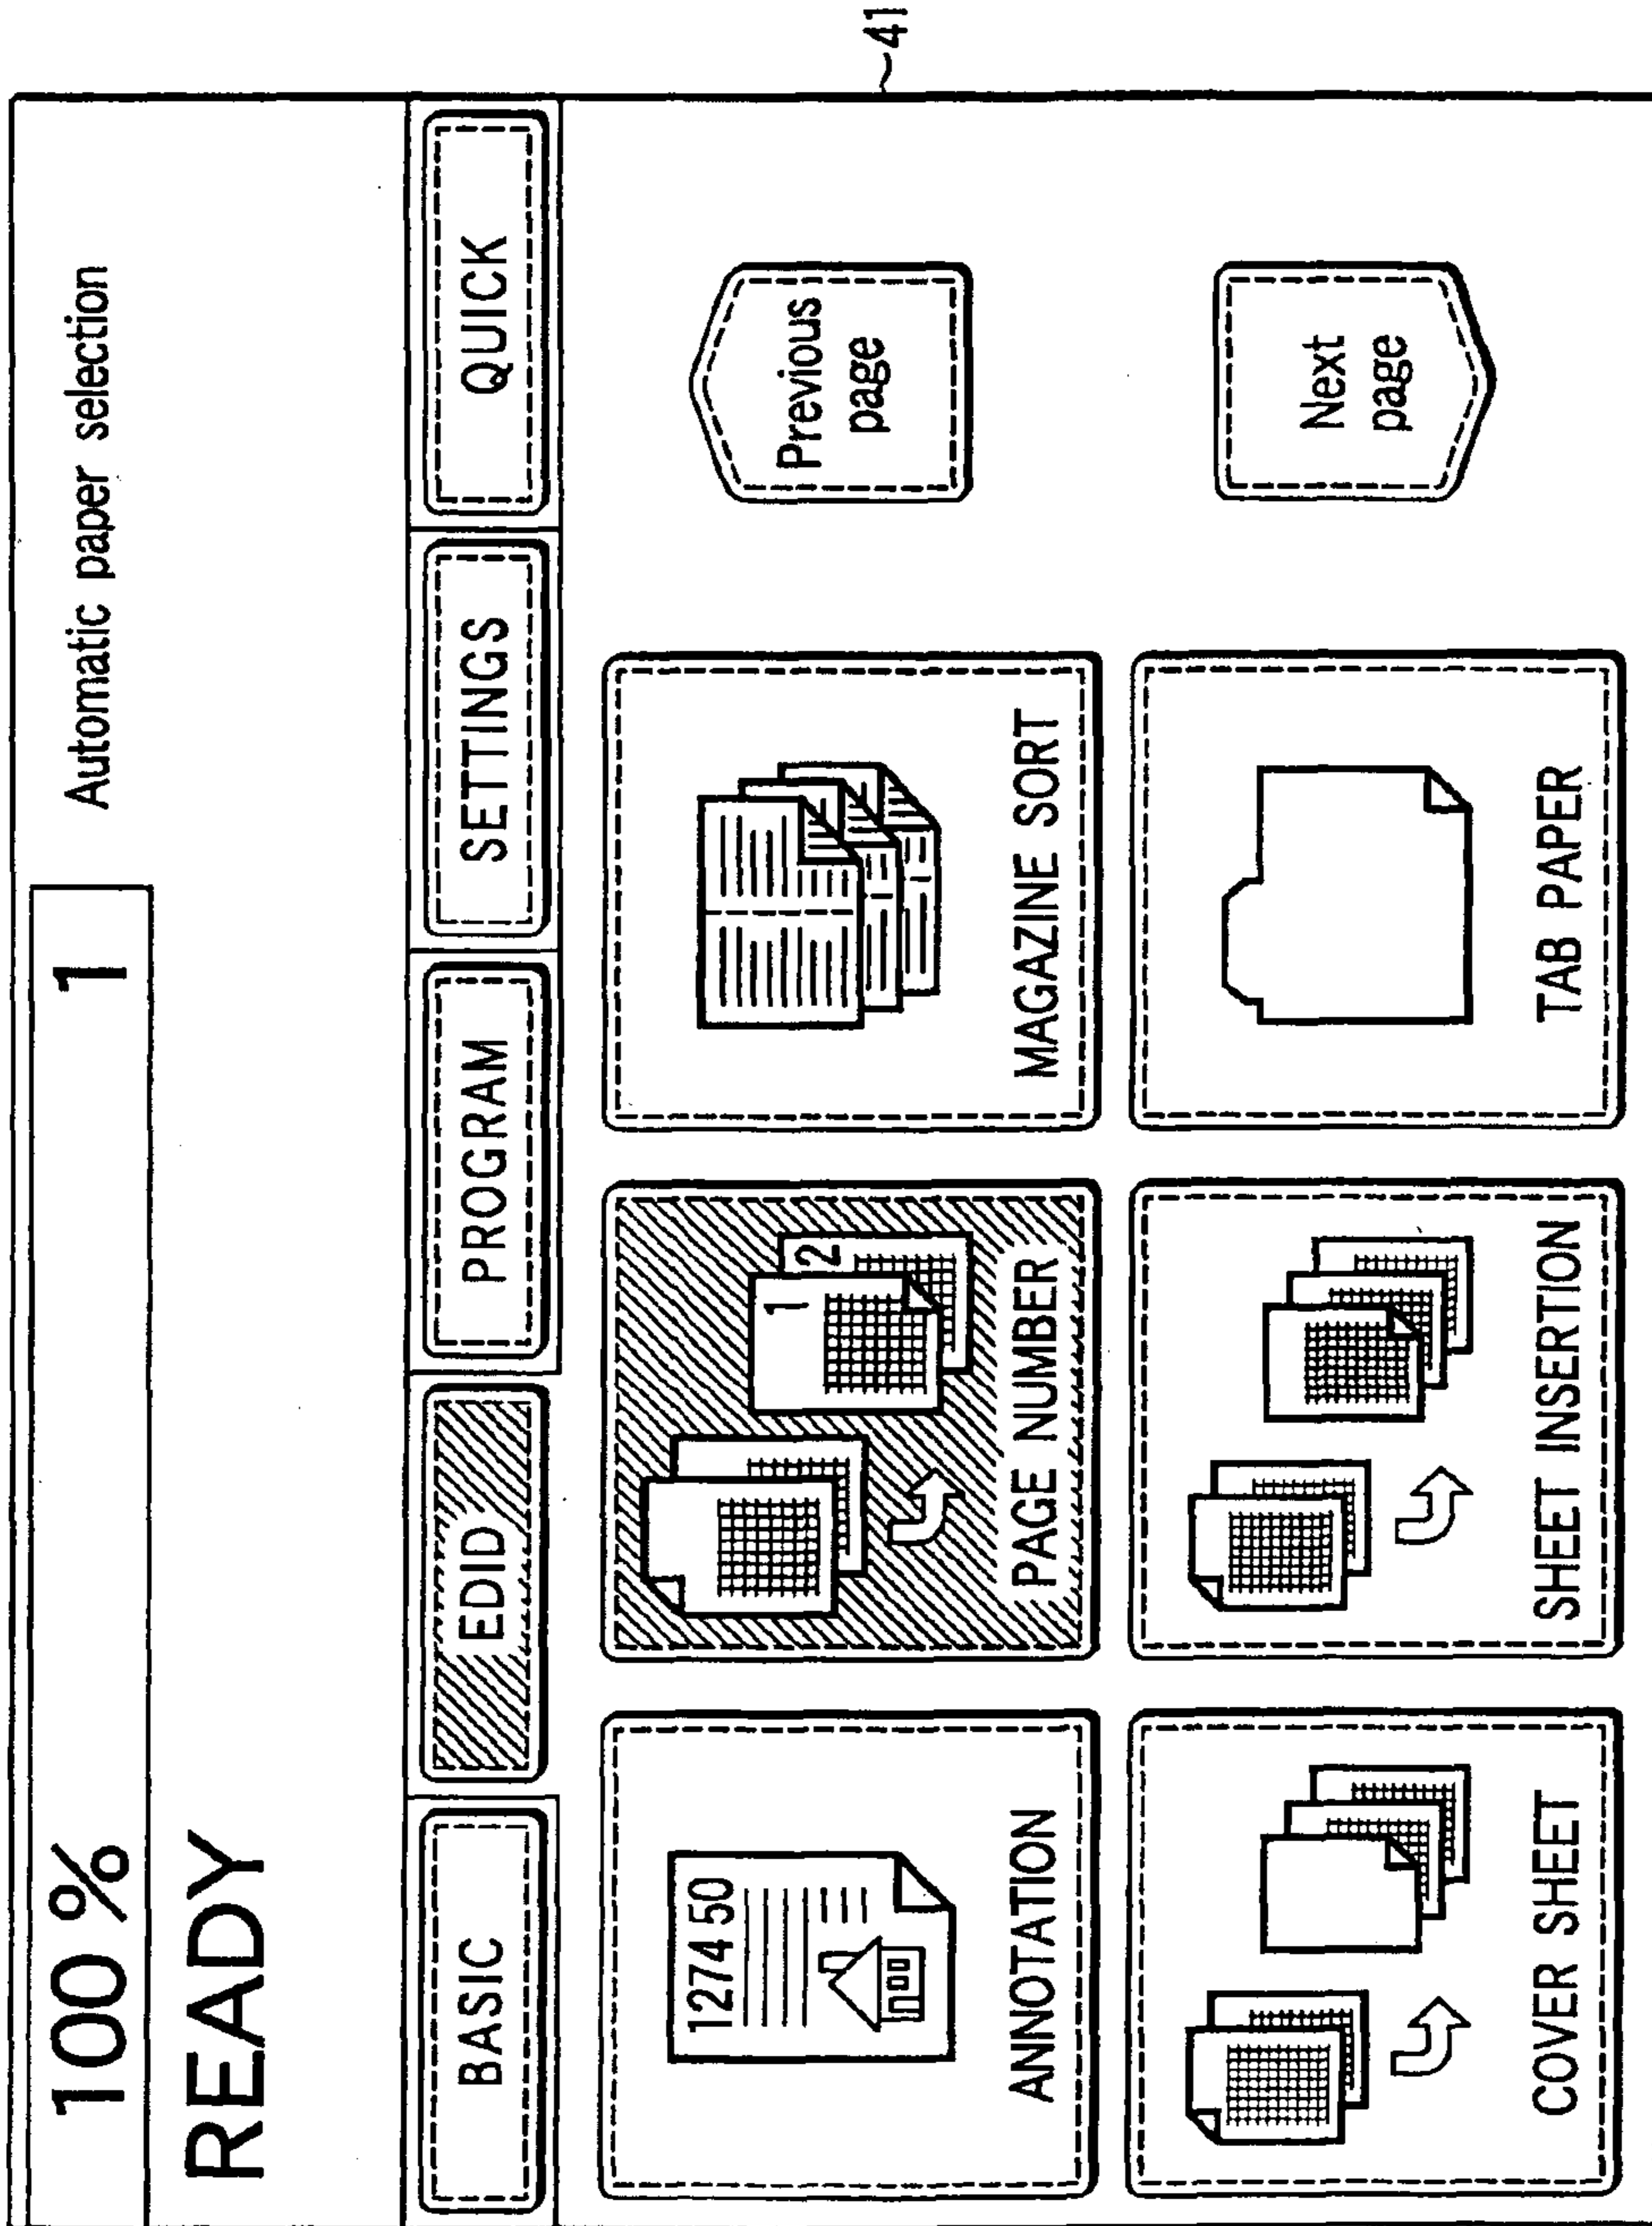 100 % 1 Automatic paper selection
READY
BASIC EDID PROGRAM SETTINGS QUICK
1274 50
1 2
ANNOTATION PAGE NUMBER MAGAZINE SORT
Previous
page
COVER SHEET SHEET INSERTION TAB PAPER
Next
page
~41